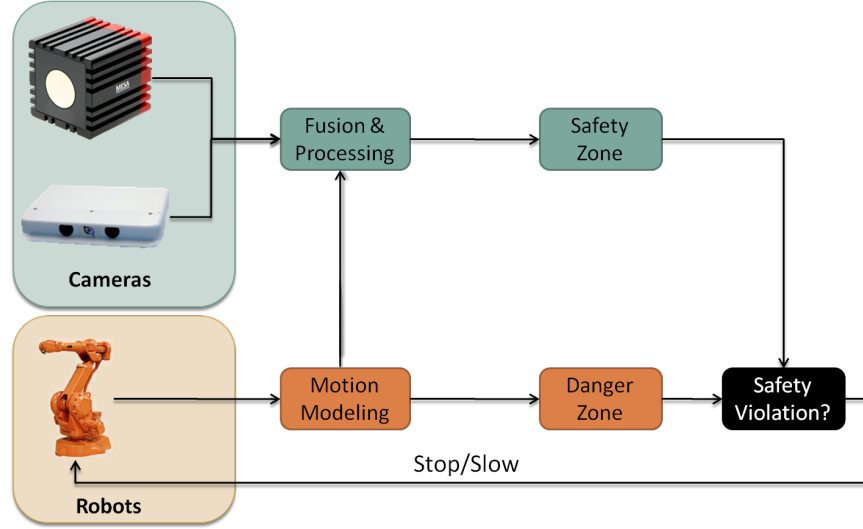 MESA
Fusion &
Processing
Safety
Zone
Cameras
Motion
Modeling
Danger
Zone
Safety
Violation?
Stop/Slow
Robots